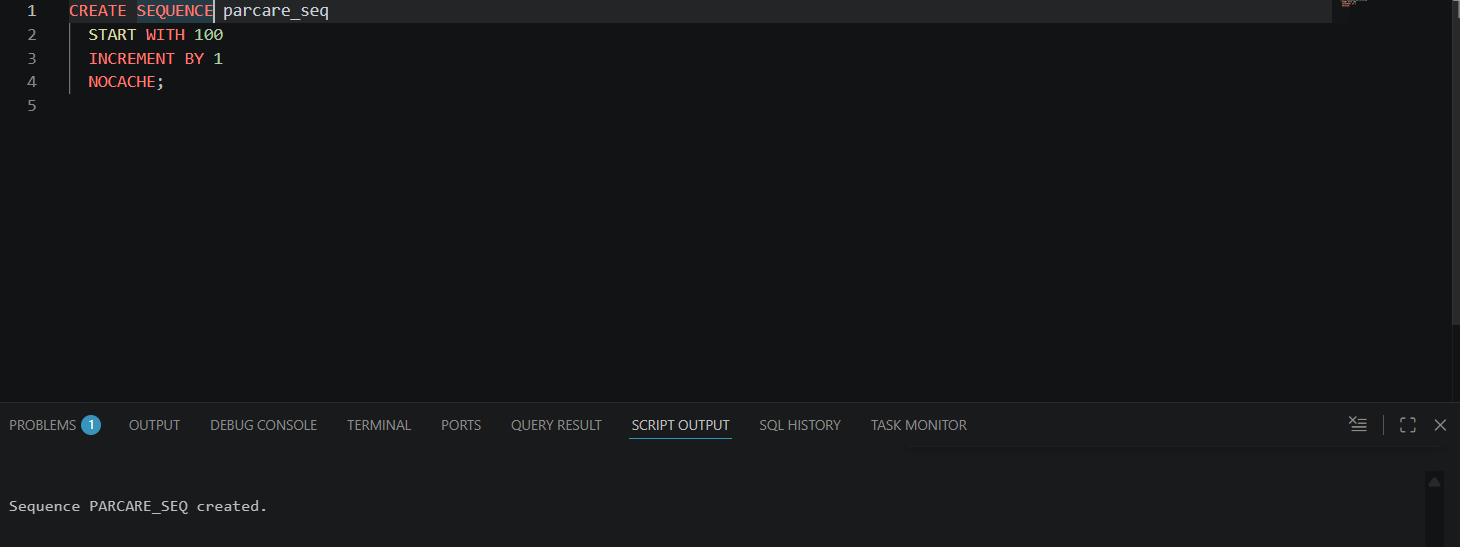 1 CREATE SEQUENCE parcare_seq
2 START WITH 100
3 INCREMENT BY 1
4 NOCACHE;
5
PROBLEMS 1 OUTPUT DEBUG CONSOLE TERMINAL PORTS QUERY RESULT SCRIPT OUTPUT SQL HISTORY TASK MONITOR
Sequence PARCARE_SEQ created.